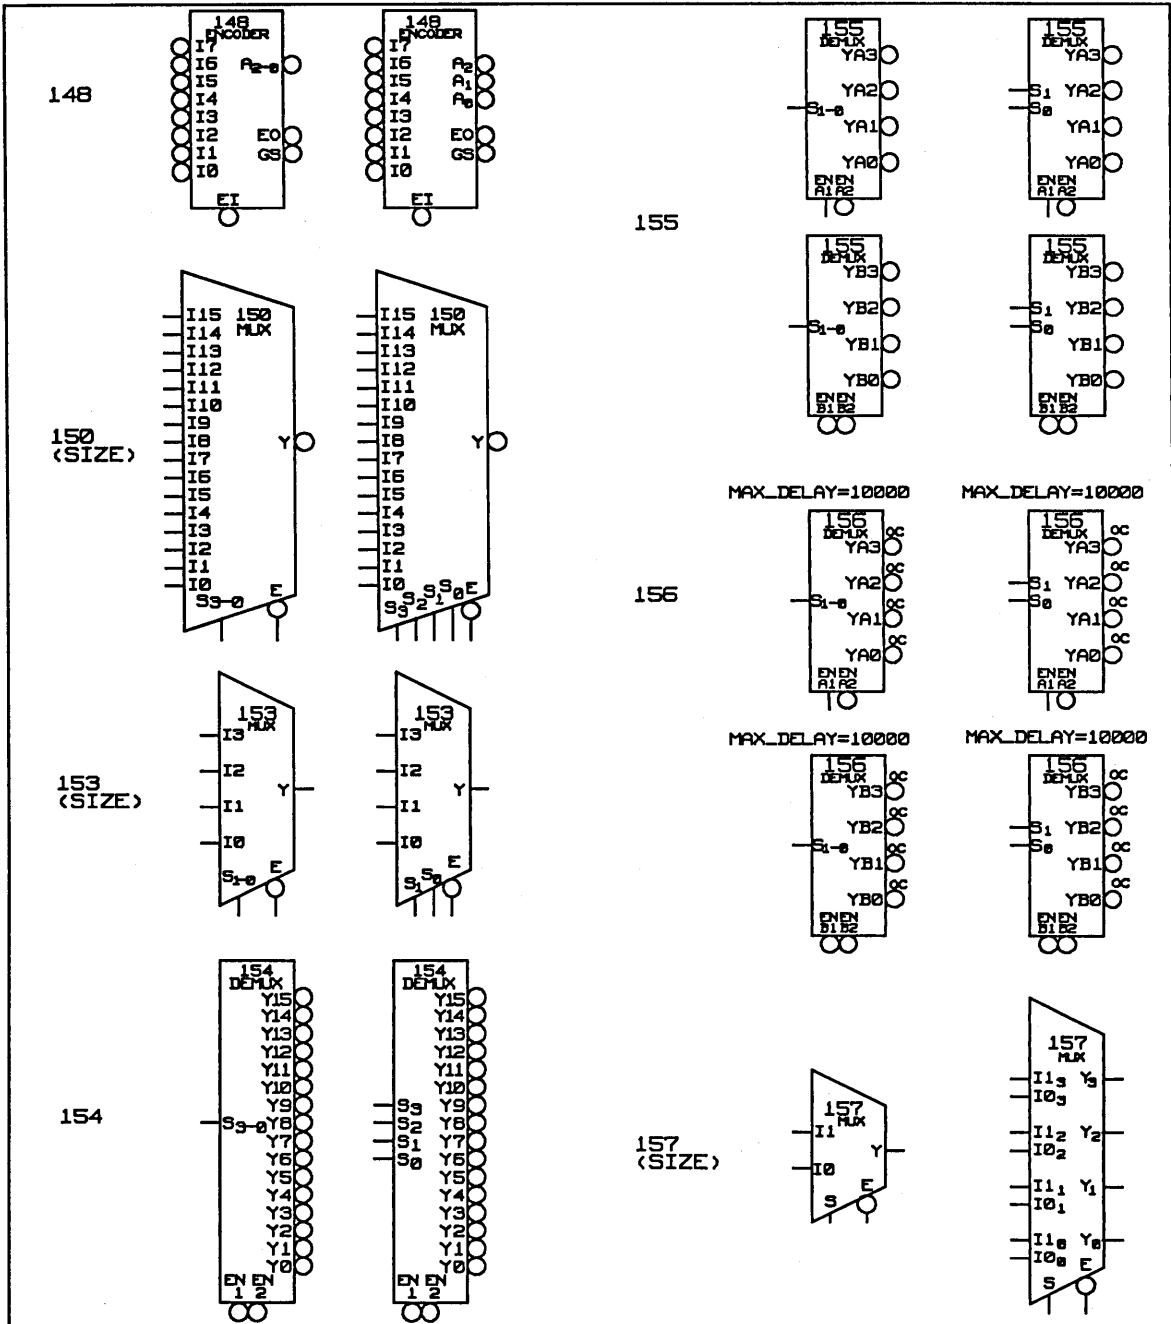 148
148
ENCODER
I7
I6
I5
I4
I3
I2
I1
I0
A2-0
EO
GS
EI
148
ENCODER
I7
I6
I5
I4
I3
I2
I1
I0
A2
A1
A0
EO
GS
EI
150
(SIZE)
150
MUX
I15
I14
I13
I12
I11
I10
I9
I8
I7
I6
I5
I4
I3
I2
I1
I0
Y
S3-0
E
150
MUX
I15
I14
I13
I12
I11
I10
I9
I8
I7
I6
I5
I4
I3
I2
I1
I0
Y
S3 S2 S1 S0 E
153
(SIZE)
153
MUX
I3
I2
I1
I0
Y
S1-0
E
153
MUX
I3
I2
I1
I0
Y
S1 S0 E
154
154
DEMUX
Y15
Y14
Y13
Y12
Y11
Y10
Y9
S3-0 Y8
Y7
Y6
Y5
Y4
Y3
Y2
Y1
Y0
EN EN
1 2
154
DEMUX
Y15
Y14
Y13
Y12
Y11
Y10
S3 Y9
S2 Y8
S1 Y7
S0 Y6
Y5
Y4
Y3
Y2
Y1
Y0
EN EN
1 2
155
155
DEMUX
YA3
YA2
S1-0
YA1
YA0
EN EN
A1 A2
155
DEMUX
YA3
S1 YA2
S0
YA1
YA0
EN EN
A1 A2
155
DEMUX
YB3
YB2
S1-0
YB1
YB0
EN EN
B1 B2
155
DEMUX
YB3
S1 YB2
S0
YB1
YB0
EN EN
B1 B2
156
MAX_DELAY=10000
156
DEMUX
YA3 OC
YA2 OC
S1-0
YA1 OC
YA0 OC
EN EN
A1 A2
MAX_DELAY=10000
156
DEMUX
YA3 OC
S1 YA2 OC
S0
YA1 OC
YA0 OC
EN EN
A1 A2
MAX_DELAY=10000
156
DEMUX
YB3 OC
YB2 OC
S1-0
YB1 OC
YB0 OC
EN EN
B1 B2
MAX_DELAY=10000
156
DEMUX
YB3 OC
S1 YB2 OC
S0
YB1 OC
YB0 OC
EN EN
B1 B2
157
(SIZE)
157
MUX
I1
Y
I0
S E
157
MUX
I13 Y3
I03
I12 Y2
I02
I11 Y1
I01
I10 Y0
I00
S E